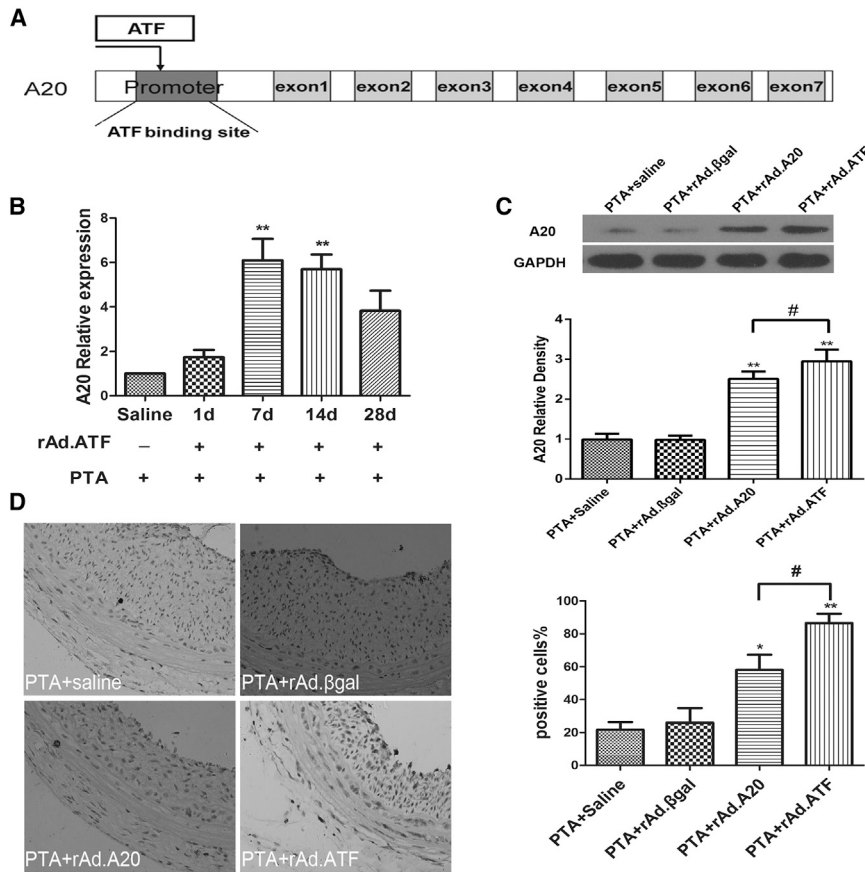 A
ATF
A20
Promoter
exon1 exon2 exon3 exon4 exon5 exon6 exon7
ATF binding site
B
A20 Relative expression
8
6
4
2
0
**
**
Saline 1d 7d 14d 28d
rAd.ATF – + + + +
PTA + + + + +
C
PTA+saline PTA+rAd.βgal PTA+rAd.A20 PTA+rAd.ATF
A20
GAPDH
A20 Relative Density
4
3
2
1
0
#
**
**
PTA+Saline PTA+rAd.βgal PTA+rAd.A20 PTA+rAd.ATF
D
PTA+saline
PTA+rAd.βgal
PTA+rAd.A20
PTA+rAd.ATF
positive cells%
100
80
60
40
20
0
#
*
**
PTA+Saline PTA+rAd.βgal PTA+rAd.A20 PTA+rAd.ATF